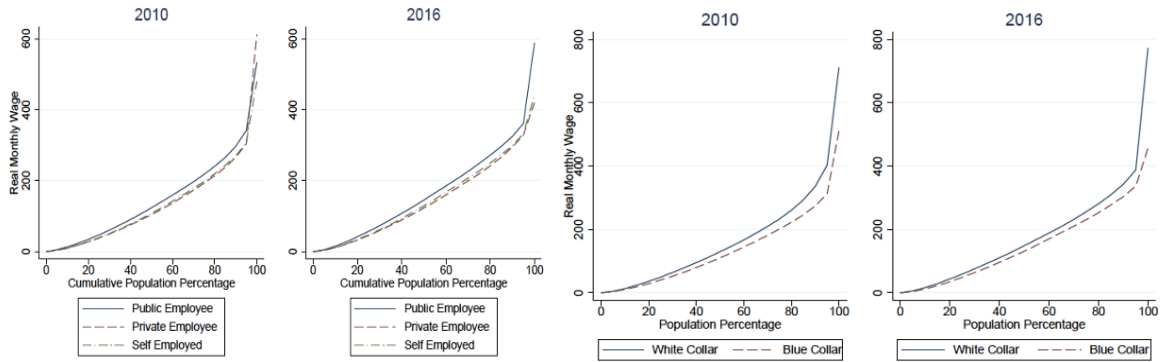 2010
Real Monthly Wage
600
400
200
0
0 20 40 60 80 100
Cumulative Population Percentage
Public Employee
Private Employee
Self Employed
2016
600
400
200
0
0 20 40 60 80 100
Cumulative Population Percentage
Public Employee
Private Employee
Self Employed
2010
Real Monthly Wage
800
600
400
200
0
0 20 40 60 80 100
Population Percentage
White Collar Blue Collar
2016
800
600
400
200
0
0 20 40 60 80 100
Population Percentage
White Collar Blue Collar